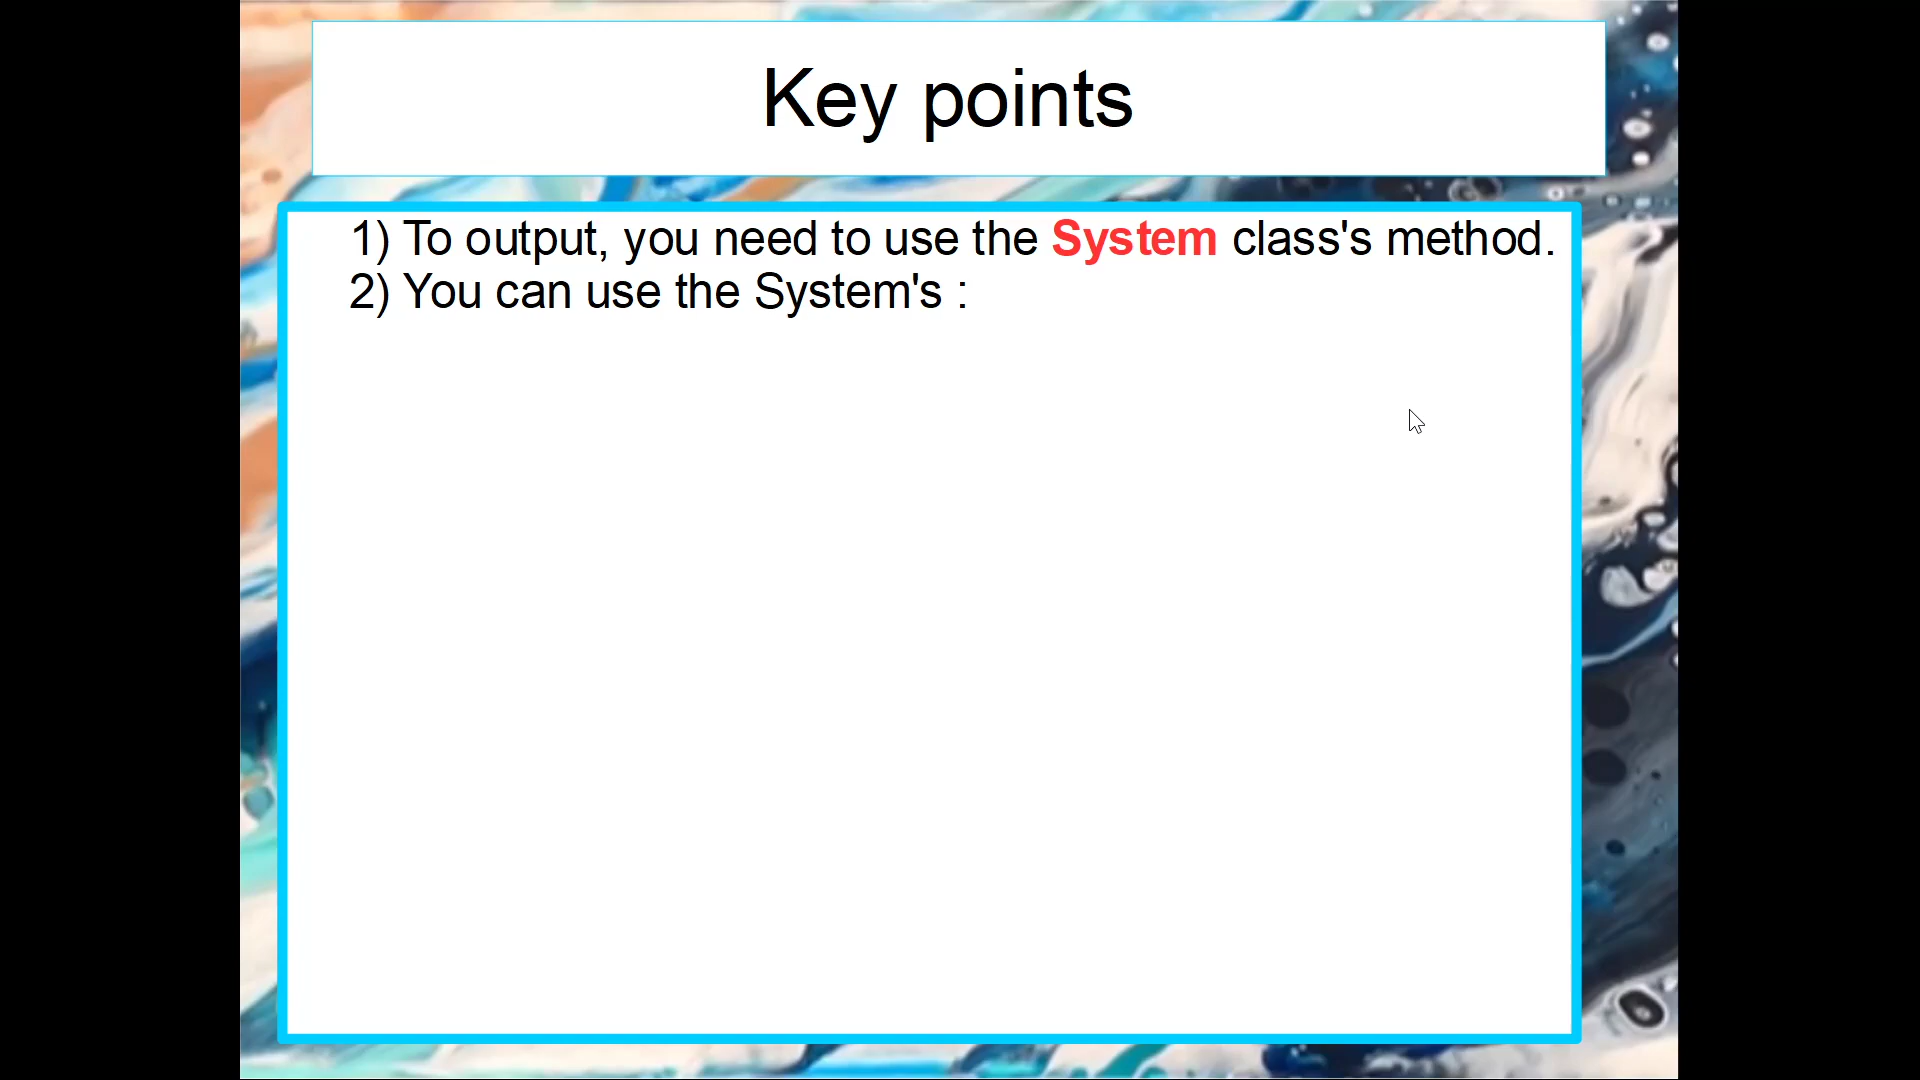 Key points
1) To output, you need to use the System class's method.
2) You can use the System's :